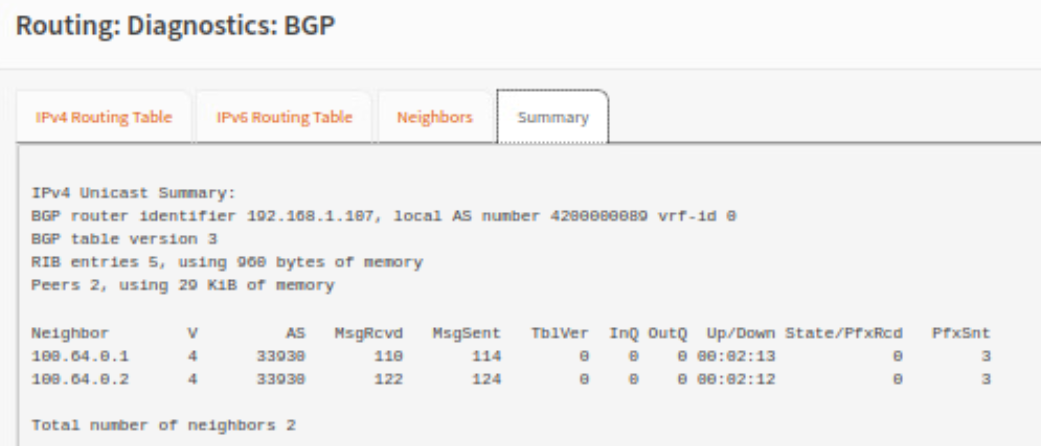 Routing: Diagnostics: BGP
IPv4 Routing Table IPv6 Routing Table Neighbors Summary
IPv4 Unicast Summary:
BGP router identifier 192.168.1.107, local AS number 4200000089 vrf-id 0
BGP table version 3
RIB entries 5, using 960 bytes of memory
Peers 2, using 29 KiB of memory
Neighbor V AS MsgRcvd MsgSent TblVer InQ OutQ Up/Down State/PfxRcd PfxSnt
100.64.0.1 4 33930 110 114 0 0 0 00:02:13 0 3
100.64.0.2 4 33930 122 124 0 0 0 00:02:12 0 3
Total number of neighbors 2